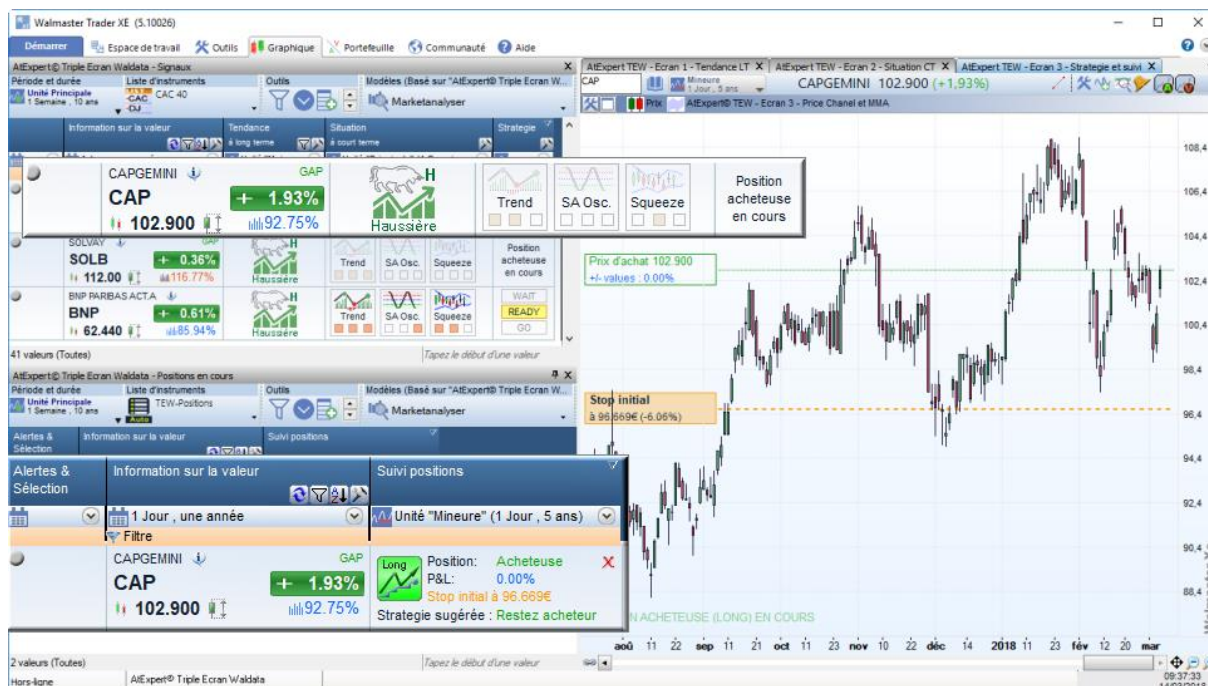 Walmaster Trader XE (5.10026)
Démarrer Espace de travail Outils Graphique Portefeuille Communauté Aide
AtExpert© Triple Ecran Waldata - Signaux
Période et durée Liste d'instruments Outils Modèles (Basé sur "AtExpert® Triple Ecran W...
Unité Principale CAC 40
1 Semaine , 10 ans Marketanalyser
Information sur la valeur Tendance Situation Strategie
à long terme à court terme
CAPGEMINI GAP H
CAP + 1.93% Trend SA Osc. Squeeze Position acheteuse en cours
102.900 92.75% Haussière
SOLVAY GAP H
SOLB + 0.36% Trend SA Osc. Squeeze Position acheteuse en cours
112.00 116.77% Haussière
BNP PARIBAS ACT.A H WAIT
BNP + 0.61% Trend SA Osc. Squeeze READY
62.440 85.94% Haussière GO
41 valeurs (Toutes) Tapez le début d'une valeur
AtExpert© Triple Ecran Waldata - Positions en cours
Période et durée Liste d'instruments Outils Modèles (Basé sur "AtExpert® Triple Ecran W...
Unité Principale TEW-Positions
1 Semaine , 10 ans Auto Marketanalyser
Alertes & Sélection Information sur la valeur Suivi positions
Alertes & Information sur la valeur Suivi positions
Sélection
1 Jour , une année Unité "Mineure" (1 Jour , 5 ans)
Filtre
CAPGEMINI GAP Long Position: Acheteuse X
CAP + 1.93% P&L: 0.00%
Stop initial à 96.669€
102.900 92.75% Strategie sugérée : Restez acheteur
2 valeurs (Toutes) Tapez le début d'une valeur
Hors-ligne AtExpert® Triple Ecran Waldata
AtExpert TEW - Ecran 1 - Tendance LT X AtExpert TEW - Ecran 2 - Situation CT X AtExpert TEW - Ecran 3 - Strategie et suivi X
CAP Mineure 1 Jour , 5 ans CAPGEMINI 102.900 (+1,93%)
Prix AtExpert® TEW - Ecran 3 - Price Chanel et MMA
108,4
106,4
104,4
Prix d'achat 102.900
+/- values : 0.00%
102,4
100,4
98,4
Stop initial
à 96.669€ (-6.06%)
96,4
94,4
92,4
90,4
88,4
N ACHETEUSE (LONG) EN COURS
aoû 11 22 sep 11 21 oct 11 23 nov 10 22 déc 14 2018 11 23 fév 12 20 mar
09:37:33